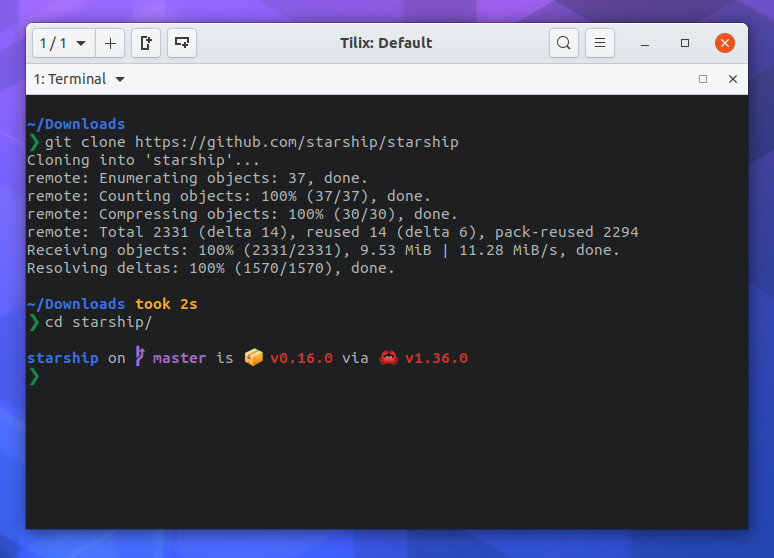 1 / 1
Tilix: Default
1: Terminal
~/Downloads
❯ git clone https://github.com/starship/starship
Cloning into 'starship'...
remote: Enumerating objects: 37, done.
remote: Counting objects: 100% (37/37), done.
remote: Compressing objects: 100% (30/30), done.
remote: Total 2331 (delta 14), reused 14 (delta 6), pack-reused 2294
Receiving objects: 100% (2331/2331), 9.53 MiB | 11.28 MiB/s, done.
Resolving deltas: 100% (1570/1570), done.
~/Downloads took 2s
❯ cd starship/
starship on master is 📦 v0.16.0 via 🦀 v1.36.0
❯